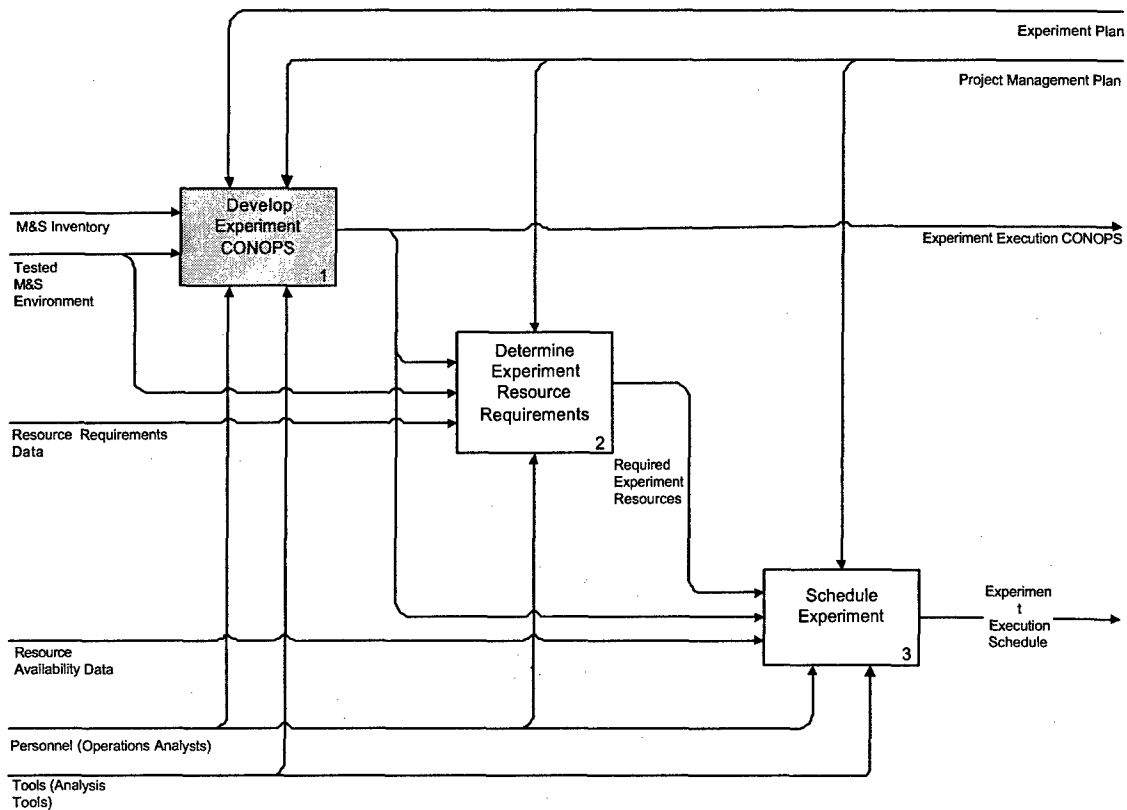 Experiment Plan
Project Management Plan
Develop
Experiment
CONOPS
1
M&S Inventory
Experiment Execution CONOPS
Tested
M&S
Environment
Determine
Experiment
Resource
Requirements
2
Resource Requirements
Data
Required
Experiment
Resources
Schedule
Experiment
3
Experimen
t
Execution
Schedule
Resource
Availability Data
Personnel (Operations Analysts)
Tools (Analysis
Tools)